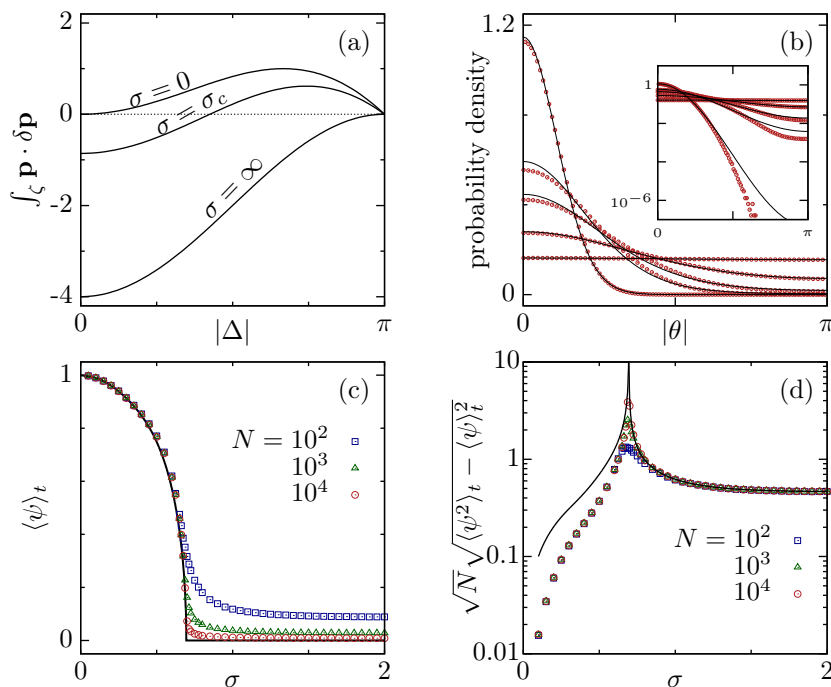 (a)
2
0
-2
-4
∫ζ p · δp
σ = 0
σ = σc
σ = ∞
0
|Δ|
π
(b)
1.2
0
probability density
1
10⁻⁶
0
π
0
|θ|
π
(c)
1
0
⟨ψ⟩t
N = 10²
10³
10⁴
0
σ
2
(d)
10
1
0.1
0.01
√N √⟨ψ²⟩t − ⟨ψ⟩²t
N = 10²
10³
10⁴
0
σ
2